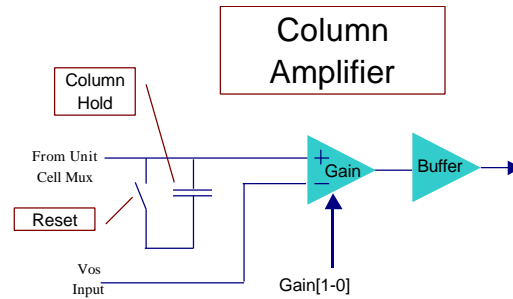 Column
Amplifier
Column
Hold
From Unit
Cell Mux
+
Gain
Buffer
−
Reset
Vos
Input
Gain[1-0]